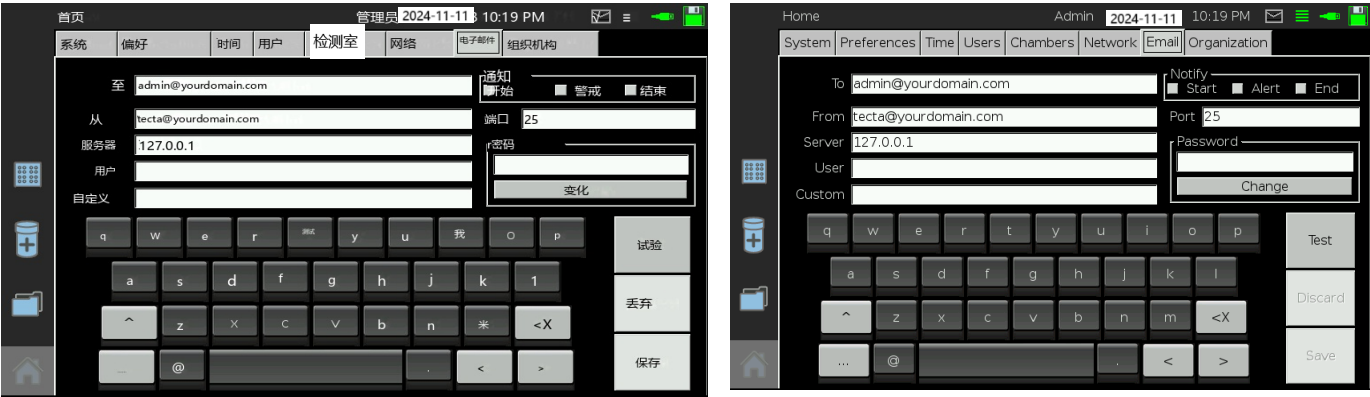 首页 管理员 2024-11-11 10:19 PM
系统 偏好 时间 用户 检测室 网络 电子邮件 组织机构
至 admin@yourdomain.com
通知
开始 警戒 结束
从 tecta@yourdomain.com 端口 25
服务器 127.0.0.1
密码
用户
变化
自定义
q w e r 测试 y u 我 O P
试验
a s d f g h j k 1
丢弃
^ z X C V b n 米 <X
... @ . < >
保存
Home Admin 2024-11-11 10:19 PM
System Preferences Time Users Chambers Network Email Organization
To admin@yourdomain.com
Notify
Start Alert End
From tecta@yourdomain.com Port 25
Server 127.0.0.1
Password
User
Change
Custom
q w e r t y u i o p
Test
a s d f g h j k l
Discard
^ z x c v b n m <X
... @ . < >
Save